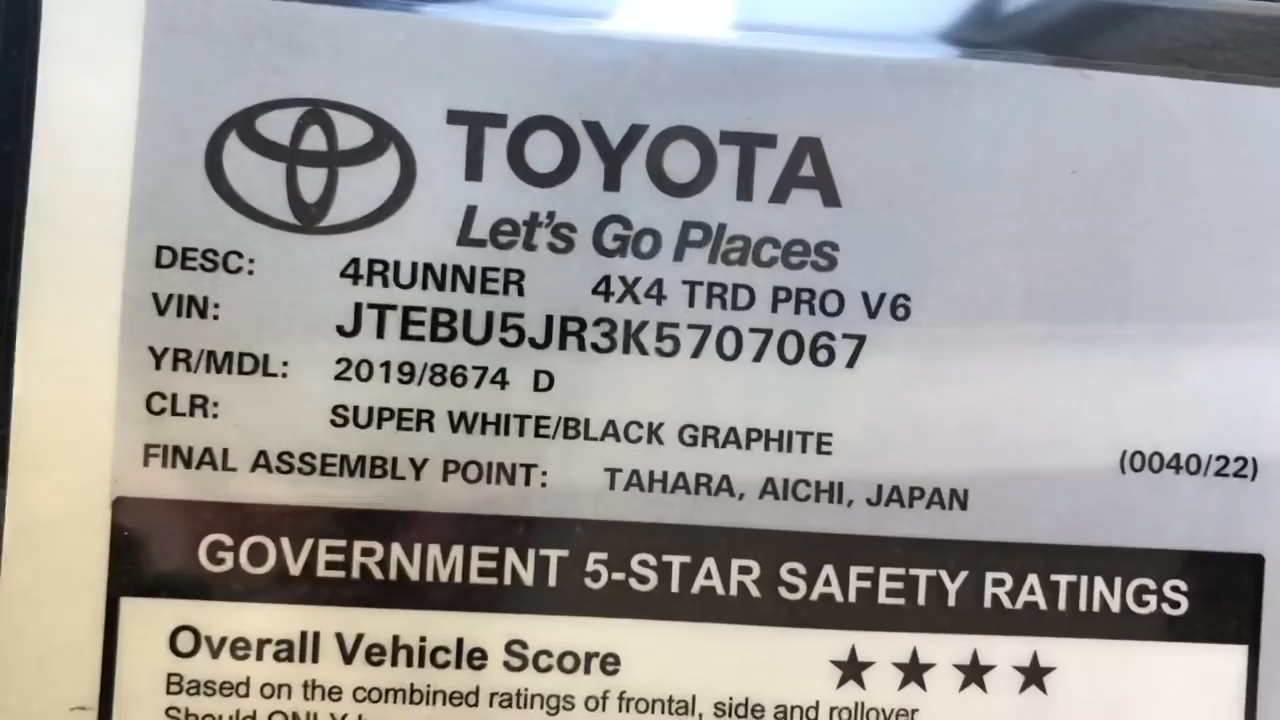 TOYOTA
Let's Go Places
DESC: 4RUNNER 4X4 TRD PRO V6
VIN: JTEBU5JR3K5707067
YR/MDL: 2019/8674 D
CLR: SUPER WHITE/BLACK GRAPHITE (0040/22)
FINAL ASSEMBLY POINT: TAHARA, AICHI, JAPAN
GOVERNMENT 5-STAR SAFETY RATINGS
Overall Vehicle Score ★★★★
Based on the combined ratings of frontal, side and rollover
Should ONLY